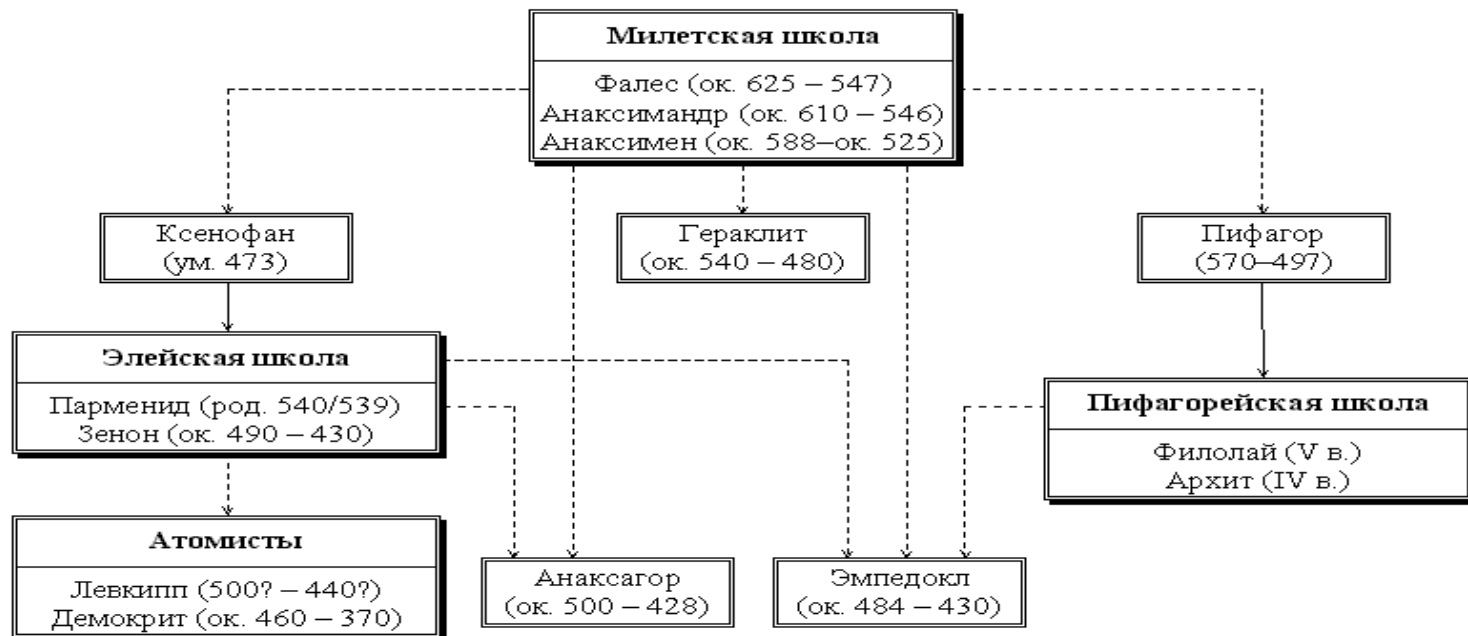 Милетская школа
Фалес (ок. 625 – 547)
Анаксимандр (ок. 610 – 546)
Анаксимен (ок. 588–ок. 525)
Ксенофан
(ум. 473)
Гераклит
(ок. 540 – 480)
Пифагор
(570–497)
Элейская школа
Парменид (род. 540/539)
Зенон (ок. 490 – 430)
Пифагорейская школа
Филолай (V в.)
Архит (IV в.)
Атомисты
Левкипп (500? – 440?)
Демокрит (ок. 460 – 370)
Анаксагор
(ок. 500 – 428)
Эмпедокл
(ок. 484 – 430)